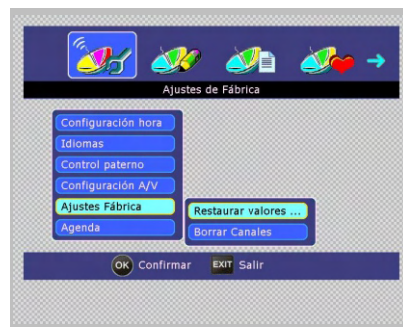 Ajustes de Fábrica
Configuración hora
Idiomas
Control paterno
Configuración A/V
Ajustes Fábrica
Agenda
Restaurar valores ...
Borrar Canales
OK Confirmar EXIT Salir